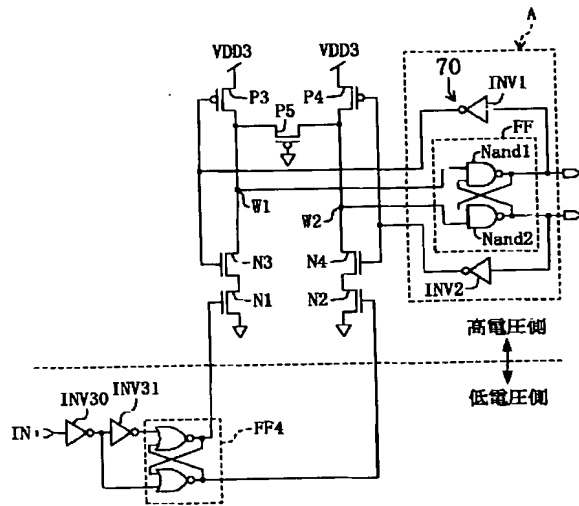 A
VDD3
VDD3
P3
P4
P5
70
INV1
FF
Nand1
W1
W2
Nand2
N3
N4
INV2
N1
N2
高電圧側
低電圧側
INV30
INV31
IN
FF4